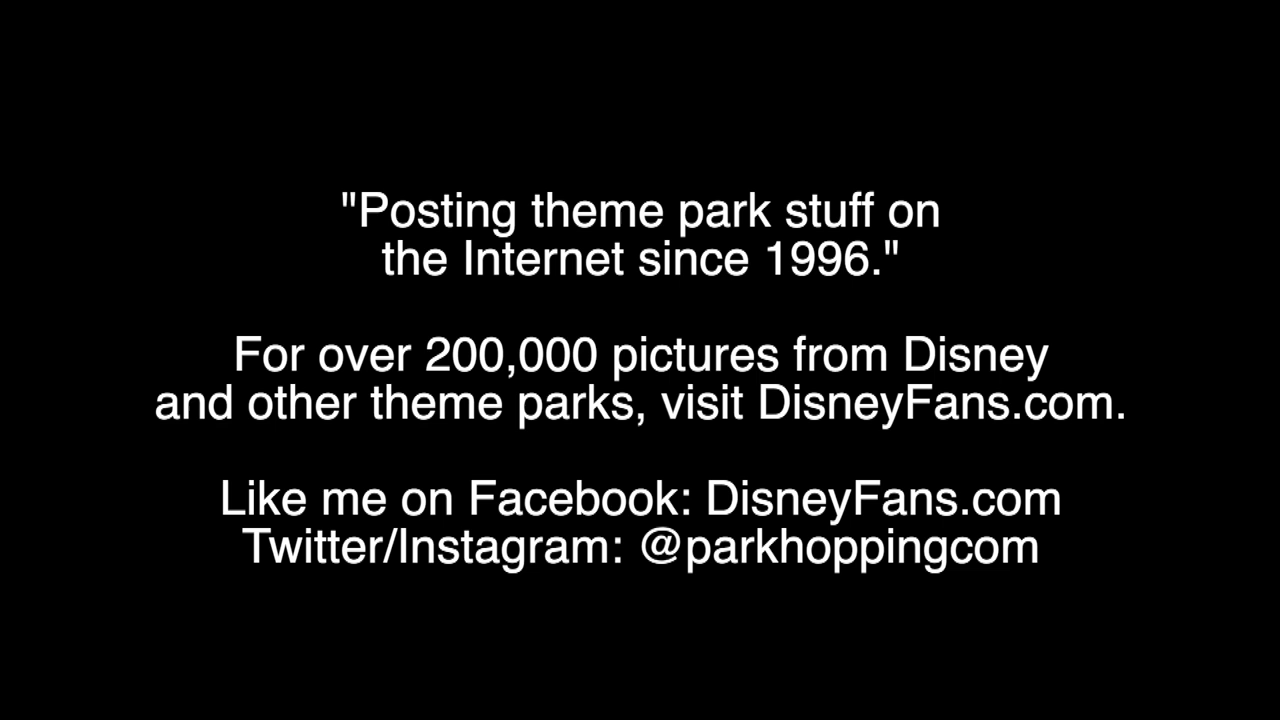 "Posting theme park stuff on
the Internet since 1996."
For over 200,000 pictures from Disney
and other theme parks, visit DisneyFans.com.
Like me on Facebook: DisneyFans.com
Twitter/Instagram: @parkhoppingcom